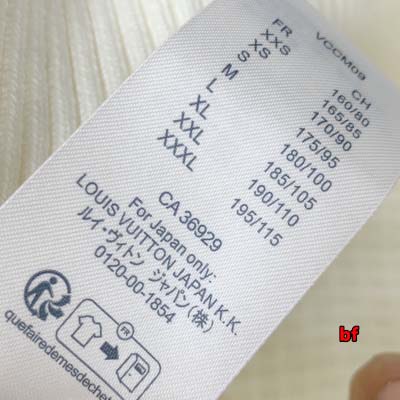 VCCM09
FR CH
XXS 160/80
XS 165/85
S 170/90
M 175/95
L 180/100
XL 185/105
XXL 190/110
XXXL 195/115
CA 36929
For Japan only:
LOUIS VUITTON JAPAN K.K.
ルイ・ヴィトン ジャパン(株)
0120-00-1854
FR
quefairedemesdechet
bf